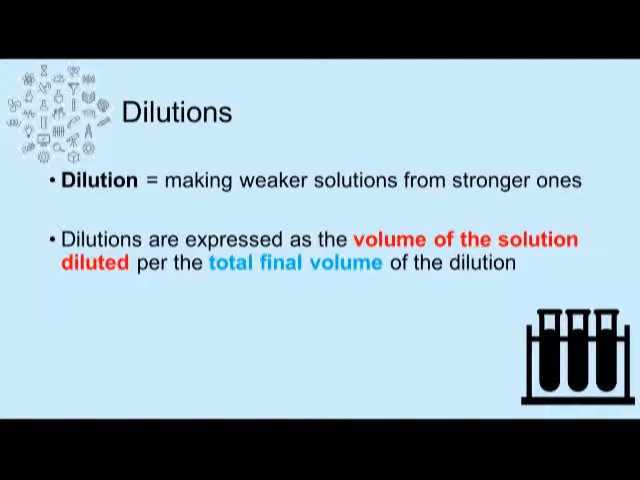 Dilutions
• Dilution = making weaker solutions from stronger ones
• Dilutions are expressed as the volume of the solution
diluted per the total final volume of the dilution